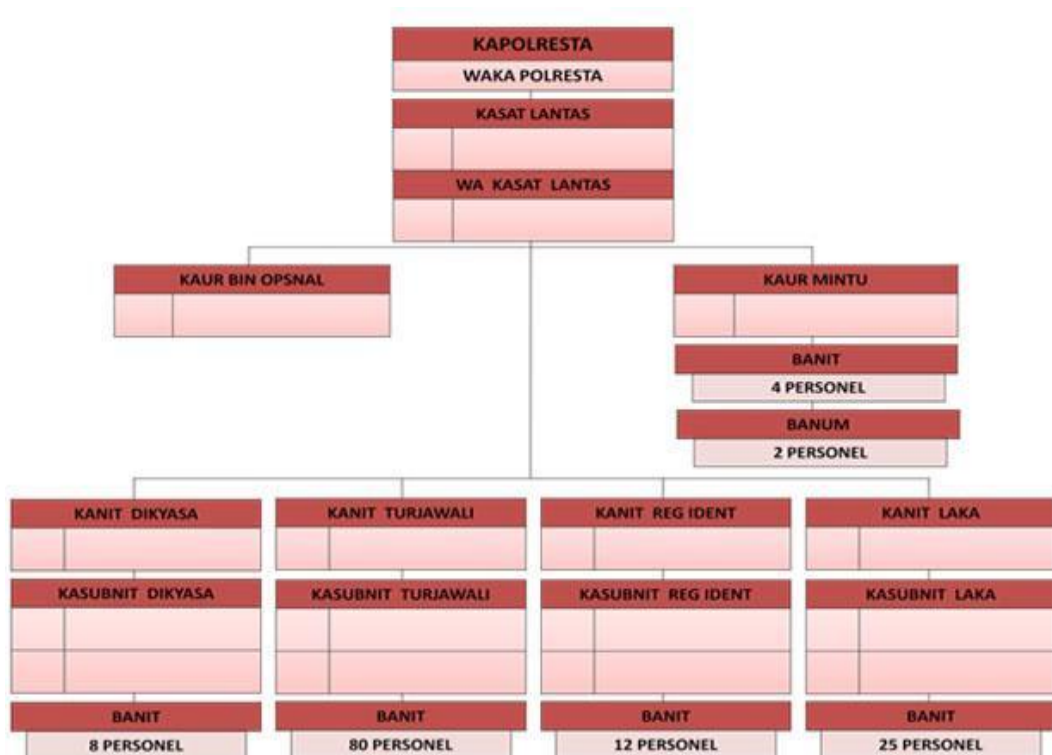 KAPOLRESTA
WAKA POLRESTA
KASAT LANTAS
WA KASAT LANTAS
KAUR BIN OPSNAL
KAUR MINTU
BANIT
4 PERSONEL
BANUM
2 PERSONEL
KANIT DIKYASA
KANIT TURJAWALI
KANIT REG IDENT
KANIT LAKA
KASUBNIT DIKYASA
KASUBNIT TURJAWALI
KASUBNIT REG IDENT
KASUBNIT LAKA
BANIT
BANIT
BANIT
BANIT
8 PERSONEL
80 PERSONEL
12 PERSONEL
25 PERSONEL